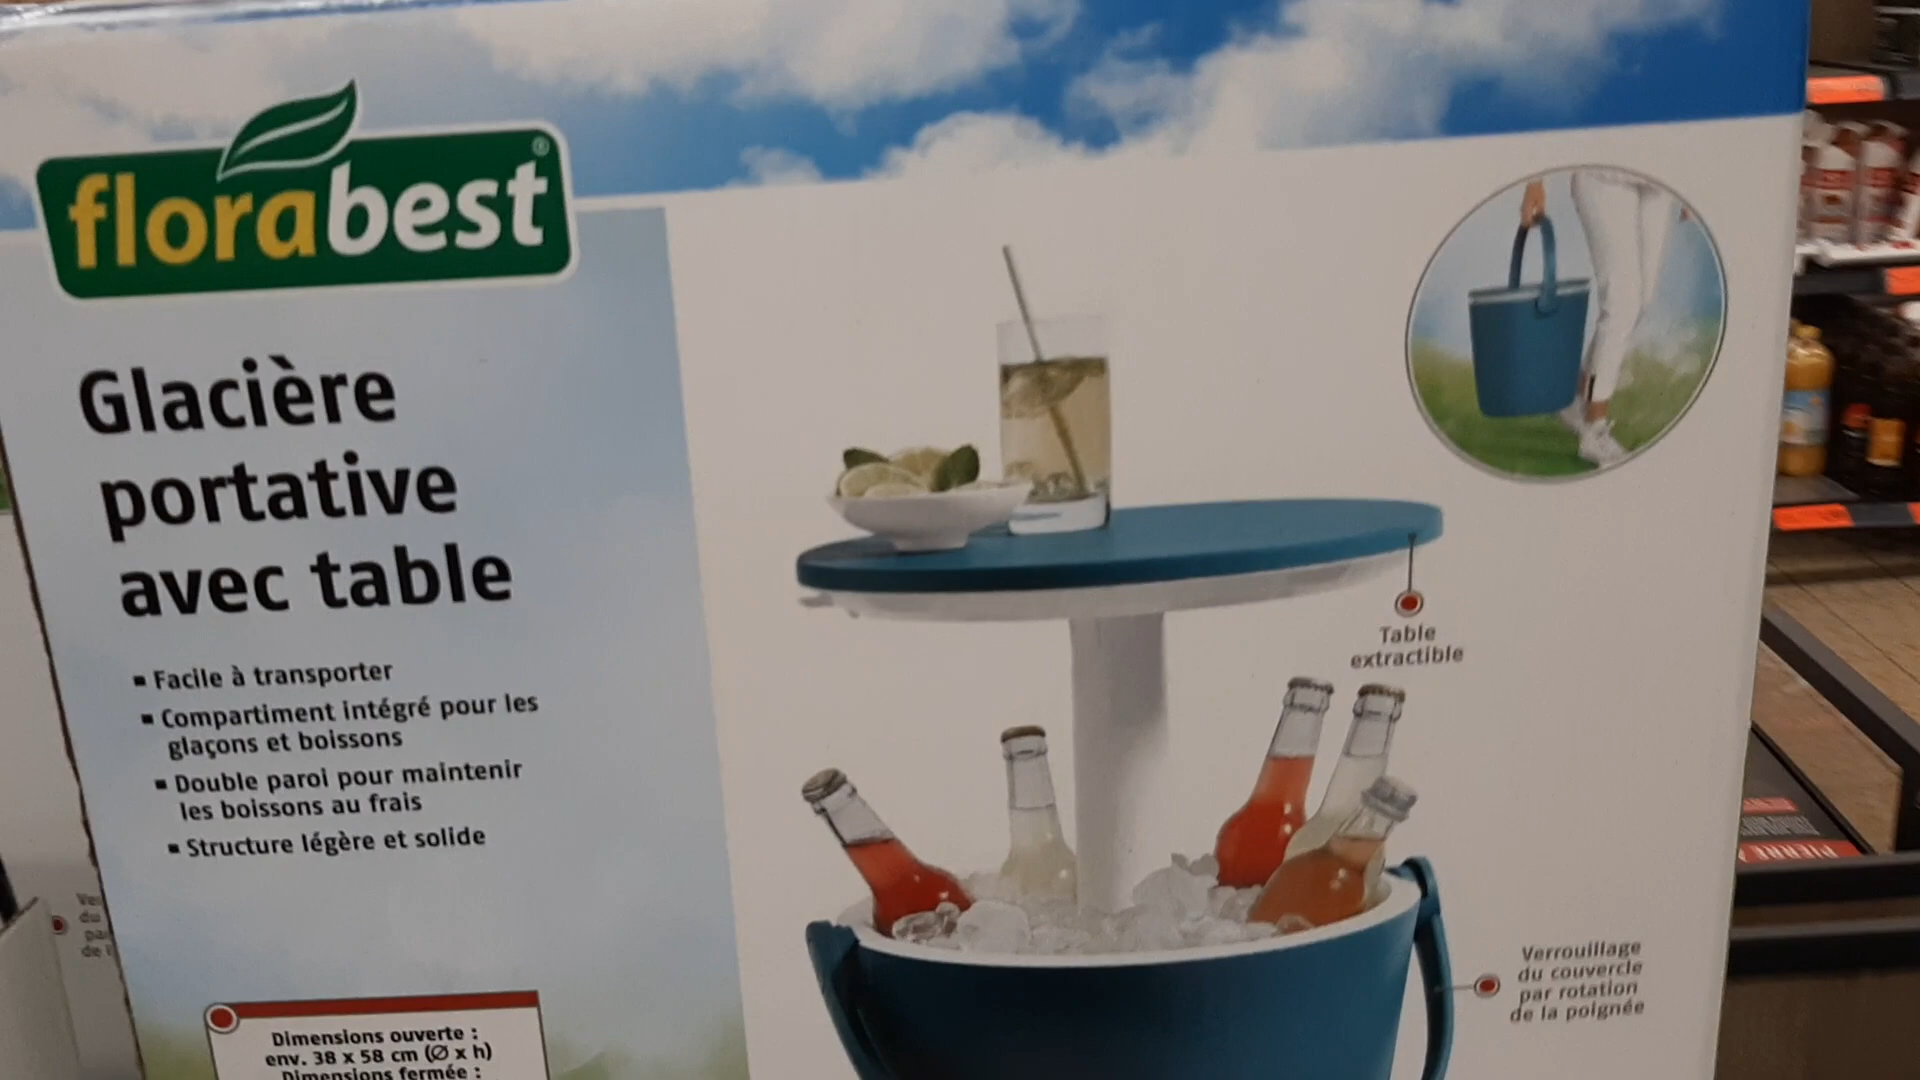 florabest®
Glacière
portative
avec table
▪ Facile à transporter
▪ Compartiment intégré pour les
glaçons et boissons
▪ Double paroi pour maintenir
les boissons au frais
▪ Structure légère et solide
Dimensions ouverte :
env. 38 x 58 cm (Ø x h)
Dimensions fermée :
Table
extractible
Verrouillage
du couvercle
par rotation
de la poignée